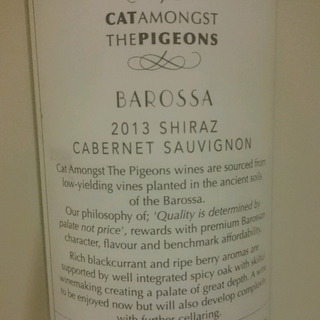 CATAMONGST
THEPIGEONS
BAROSSA
2013 SHIRAZ
CABERNET SAUVIGNON
Cat Amongst The Pigeons wines are sourced from
low-yielding vines planted in the ancient soils
of the Barossa.
Our philosophy of; 'Quality is determined by
palate not price', rewards with premium Barossan
character, flavour and benchmark affordability.
Rich blackcurrant and ripe berry aromas are
supported by well integrated spicy oak with skilful
winemaking creating a palate of great depth. A wine
to be enjoyed now but will also develop complexity
with further cellaring.